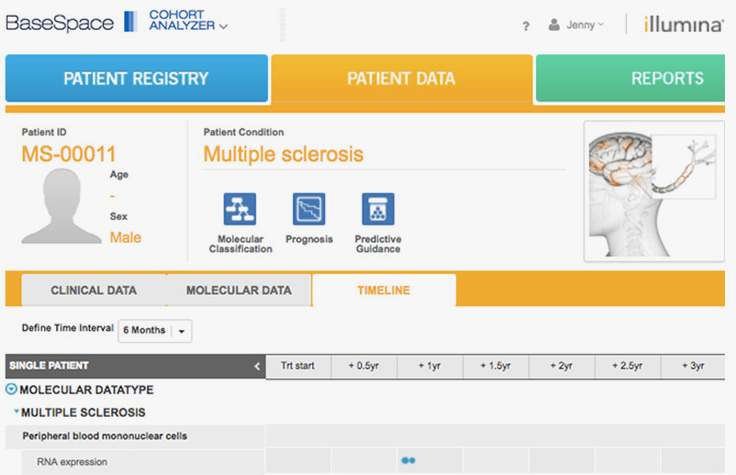 BaseSpace COHORT ANALYZER
? Jenny illumina
PATIENT REGISTRY PATIENT DATA REPORTS
Patient ID
MS-00011
Age
-
Sex
Male
Patient Condition
Multiple sclerosis
Molecular Classification
Prognosis
Predictive Guidance
CLINICAL DATA MOLECULAR DATA TIMELINE
Define Time Interval 6 Months
SINGLE PATIENT < Trt start + 0.5yr + 1yr + 1.5yr + 2yr + 2.5yr + 3yr
MOLECULAR DATATYPE
MULTIPLE SCLEROSIS
Peripheral blood mononuclear cells
RNA expression